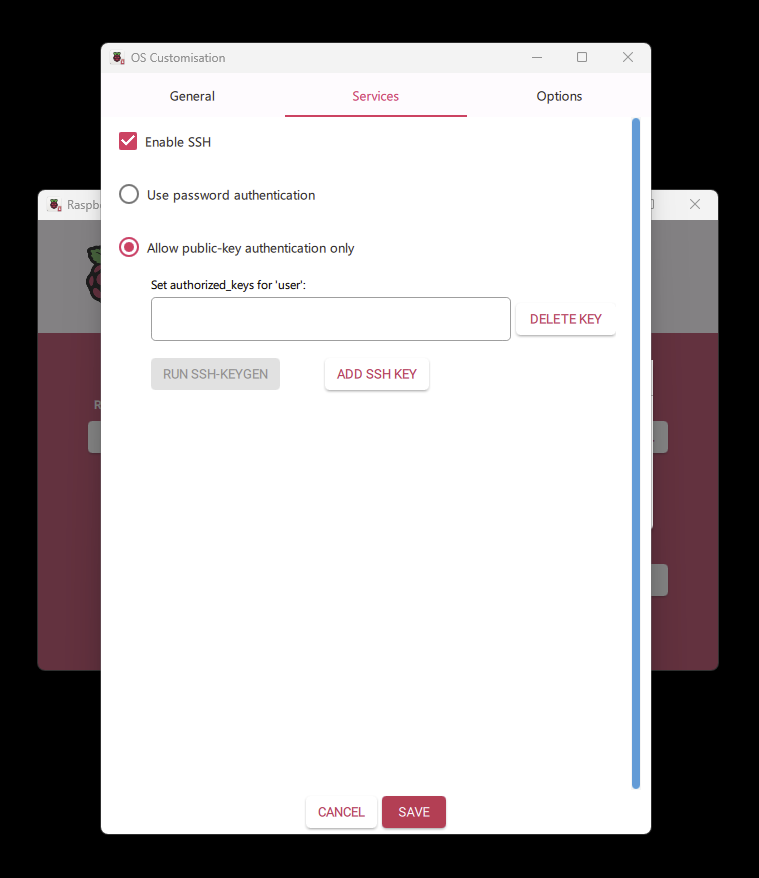 OS Customisation
General
Services
Options
Enable SSH
Use password authentication
Allow public-key authentication only
Set authorized_keys for 'user':
DELETE KEY
RUN SSH-KEYGEN
ADD SSH KEY
CANCEL
SAVE